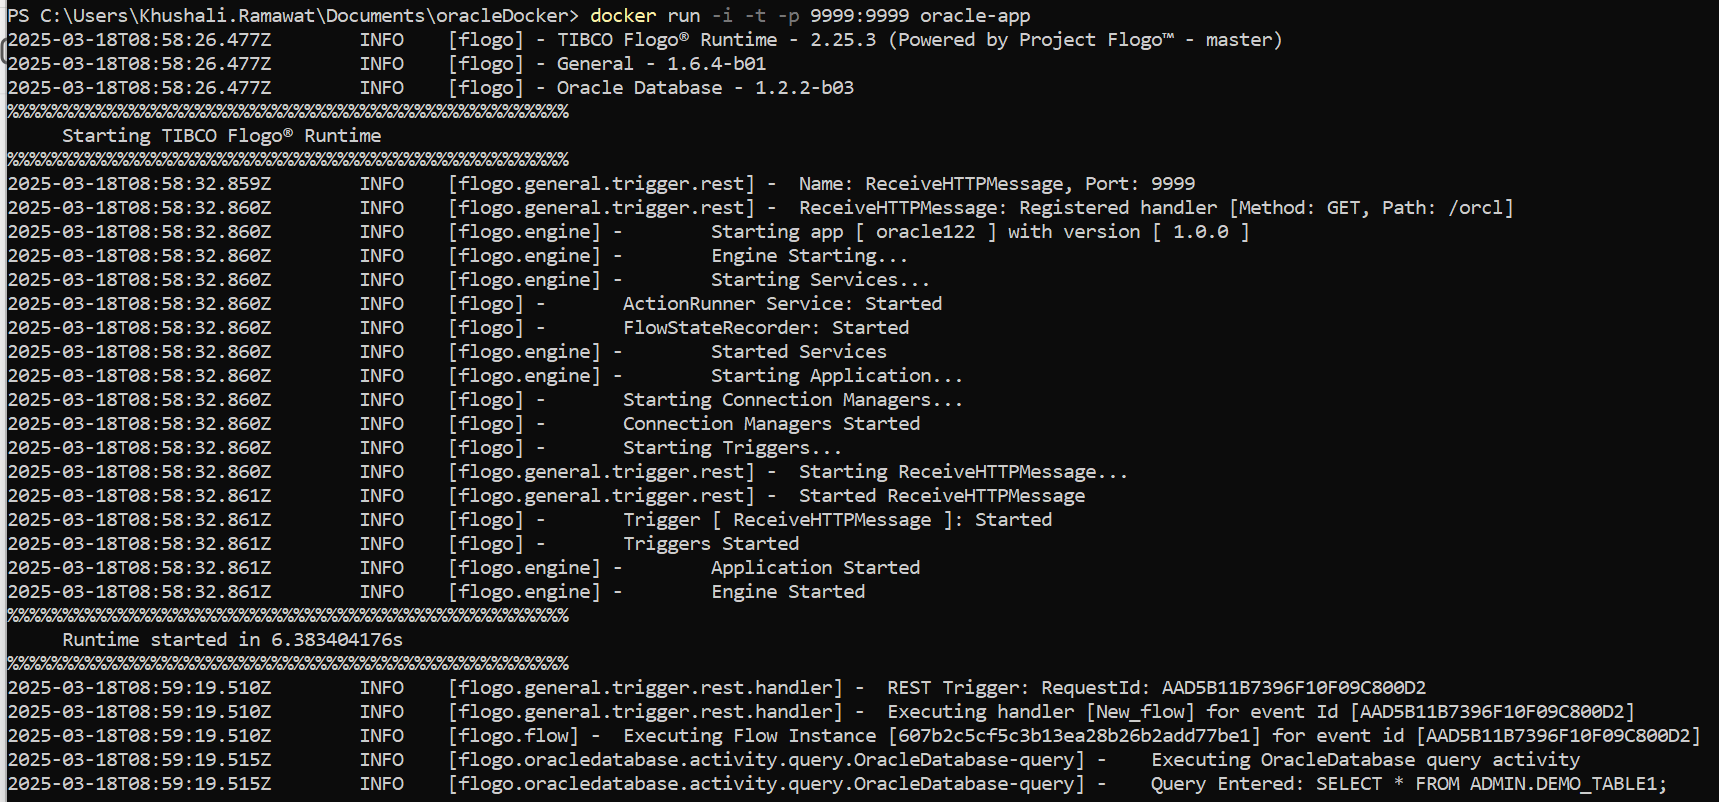 PS C:\Users\Khushali.Ramawat\Documents\oracleDocker> docker run -i -t -p 9999:9999 oracle-app
2025-03-18T08:58:26.477Z        INFO    [flogo] - TIBCO Flogo® Runtime - 2.25.3 (Powered by Project Flogo™ - master)
2025-03-18T08:58:26.477Z        INFO    [flogo] - General - 1.6.4-b01
2025-03-18T08:58:26.477Z        INFO    [flogo] - Oracle Database - 1.2.2-b03
%%%%%%%%%%%%%%%%%%%%%%%%%%%%%%%%%%%%%%%%%%%%%%%%%%%
     Starting TIBCO Flogo® Runtime
%%%%%%%%%%%%%%%%%%%%%%%%%%%%%%%%%%%%%%%%%%%%%%%%%%%
2025-03-18T08:58:32.859Z        INFO    [flogo.general.trigger.rest] -  Name: ReceiveHTTPMessage, Port: 9999
2025-03-18T08:58:32.860Z        INFO    [flogo.general.trigger.rest] -  ReceiveHTTPMessage: Registered handler [Method: GET, Path: /orcl]
2025-03-18T08:58:32.860Z        INFO    [flogo.engine] -        Starting app [ oracle122 ] with version [ 1.0.0 ]
2025-03-18T08:58:32.860Z        INFO    [flogo.engine] -        Engine Starting...
2025-03-18T08:58:32.860Z        INFO    [flogo.engine] -        Starting Services...
2025-03-18T08:58:32.860Z        INFO    [flogo] -       ActionRunner Service: Started
2025-03-18T08:58:32.860Z        INFO    [flogo] -       FlowStateRecorder: Started
2025-03-18T08:58:32.860Z        INFO    [flogo.engine] -        Started Services
2025-03-18T08:58:32.860Z        INFO    [flogo.engine] -        Starting Application...
2025-03-18T08:58:32.860Z        INFO    [flogo] -       Starting Connection Managers...
2025-03-18T08:58:32.860Z        INFO    [flogo] -       Connection Managers Started
2025-03-18T08:58:32.860Z        INFO    [flogo] -       Starting Triggers...
2025-03-18T08:58:32.860Z        INFO    [flogo.general.trigger.rest] -  Starting ReceiveHTTPMessage...
2025-03-18T08:58:32.861Z        INFO    [flogo.general.trigger.rest] -  Started ReceiveHTTPMessage
2025-03-18T08:58:32.861Z        INFO    [flogo] -       Trigger [ ReceiveHTTPMessage ]: Started
2025-03-18T08:58:32.861Z        INFO    [flogo] -       Triggers Started
2025-03-18T08:58:32.861Z        INFO    [flogo.engine] -        Application Started
2025-03-18T08:58:32.861Z        INFO    [flogo.engine] -        Engine Started
%%%%%%%%%%%%%%%%%%%%%%%%%%%%%%%%%%%%%%%%%%%%%%%%%%%
     Runtime started in 6.383404176s
%%%%%%%%%%%%%%%%%%%%%%%%%%%%%%%%%%%%%%%%%%%%%%%%%%%
2025-03-18T08:59:19.510Z        INFO    [flogo.general.trigger.rest.handler] -  REST Trigger: RequestId: AAD5B11B7396F10F09C800D2
2025-03-18T08:59:19.510Z        INFO    [flogo.general.trigger.rest.handler] -  Executing handler [New_flow] for event Id [AAD5B11B7396F10F09C800D2]
2025-03-18T08:59:19.510Z        INFO    [flogo.flow] -  Executing Flow Instance [607b2c5cf5c3b13ea28b26b2add77be1] for event id [AAD5B11B7396F10F09C800D2]
2025-03-18T08:59:19.515Z        INFO    [flogo.oracledatabase.activity.query.OracleDatabase-query] -    Executing OracleDatabase query activity
2025-03-18T08:59:19.515Z        INFO    [flogo.oracledatabase.activity.query.OracleDatabase-query] -    Query Entered: SELECT * FROM ADMIN.DEMO_TABLE1;